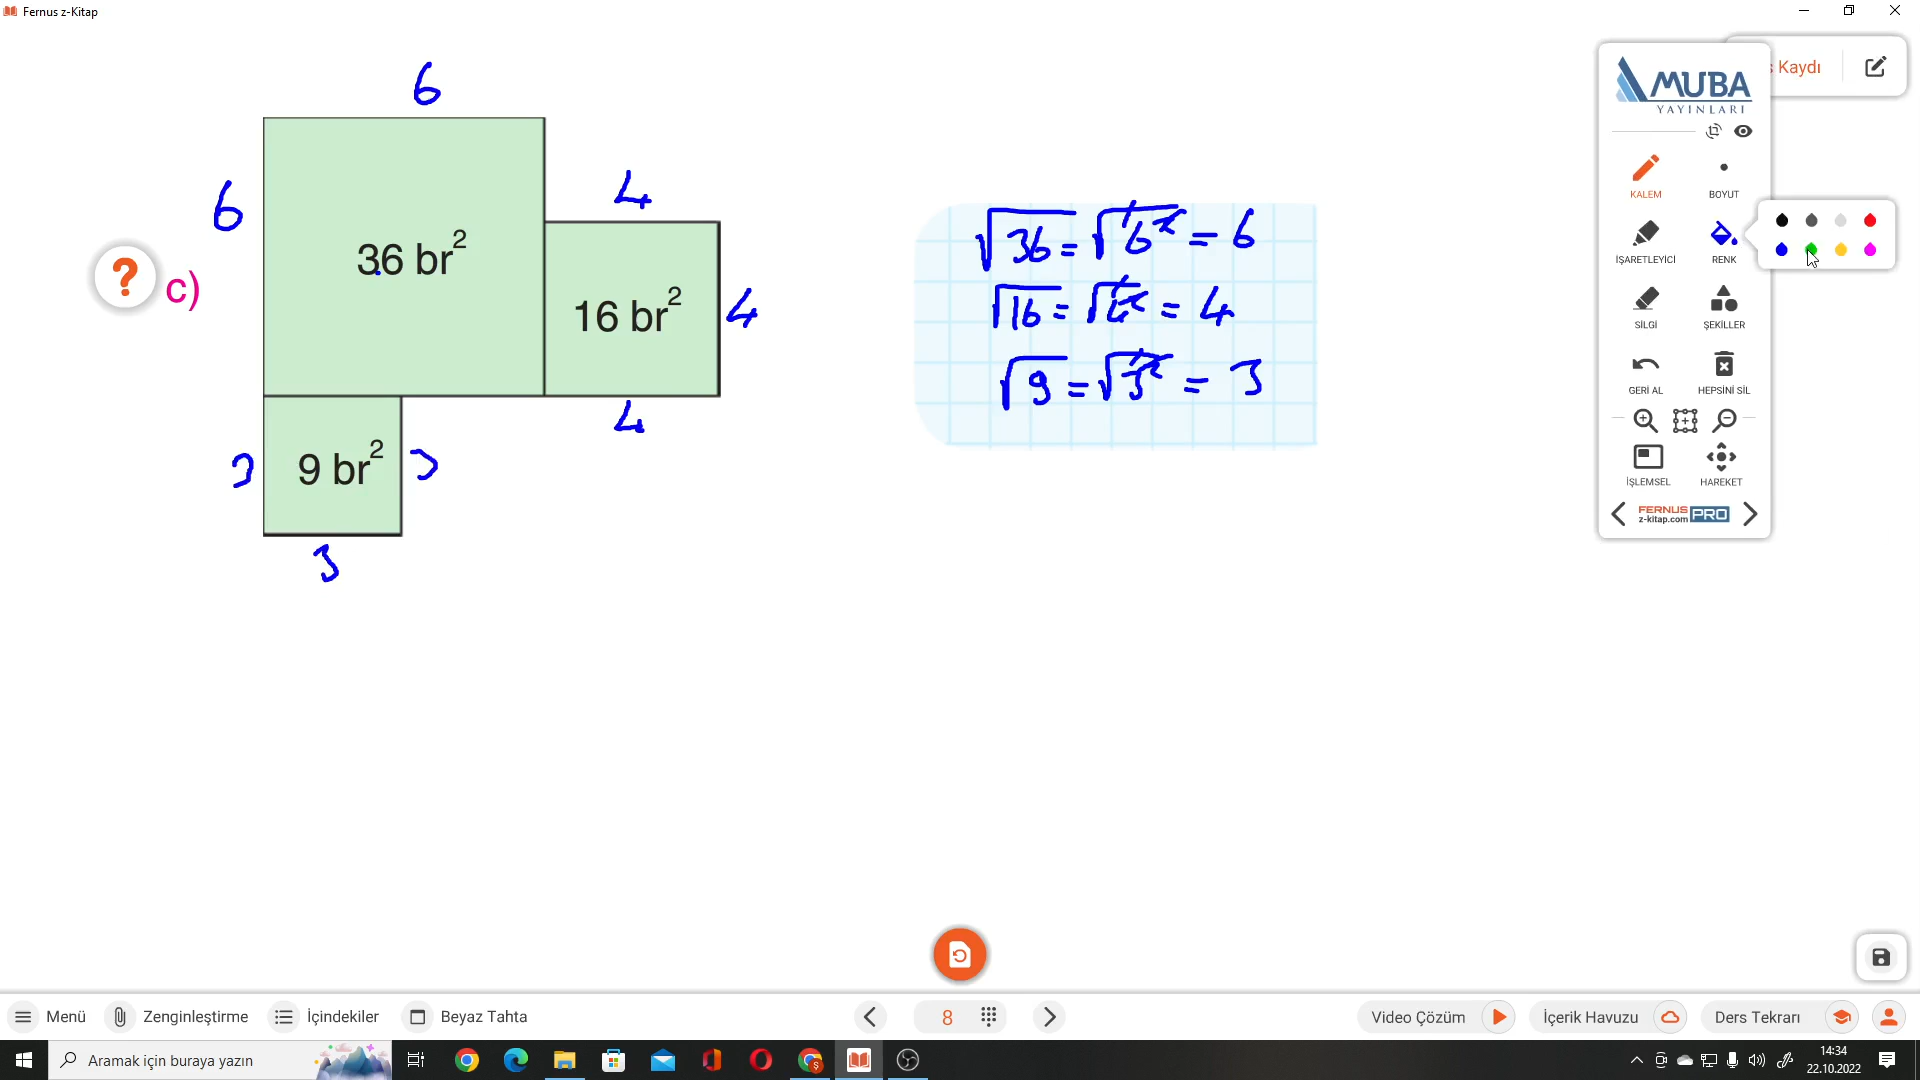 Fernus z-Kitap
6
6
4
36 br²
16 br²
4
4
c)
9 br²
3
3
3
√36 = √6² = 6
√16 = √4² = 4
√9 = √3² = 3
s Kaydı
MUBA
YAYINLARI
KALEM
BOYUT
İŞARETLEYİCİ
RENK
SİLGİ
ŞEKİLLER
GERİ AL
HEPSİNİ SİL
İŞLEMSEL
HAREKET
FERNUS
z-kitap.com PRO
Menü
Zenginleştirme
İçindekiler
Beyaz Tahta
8
Video Çözüm
İçerik Havuzu
Ders Tekrarı
Aramak için buraya yazın
14:34
22.10.2022